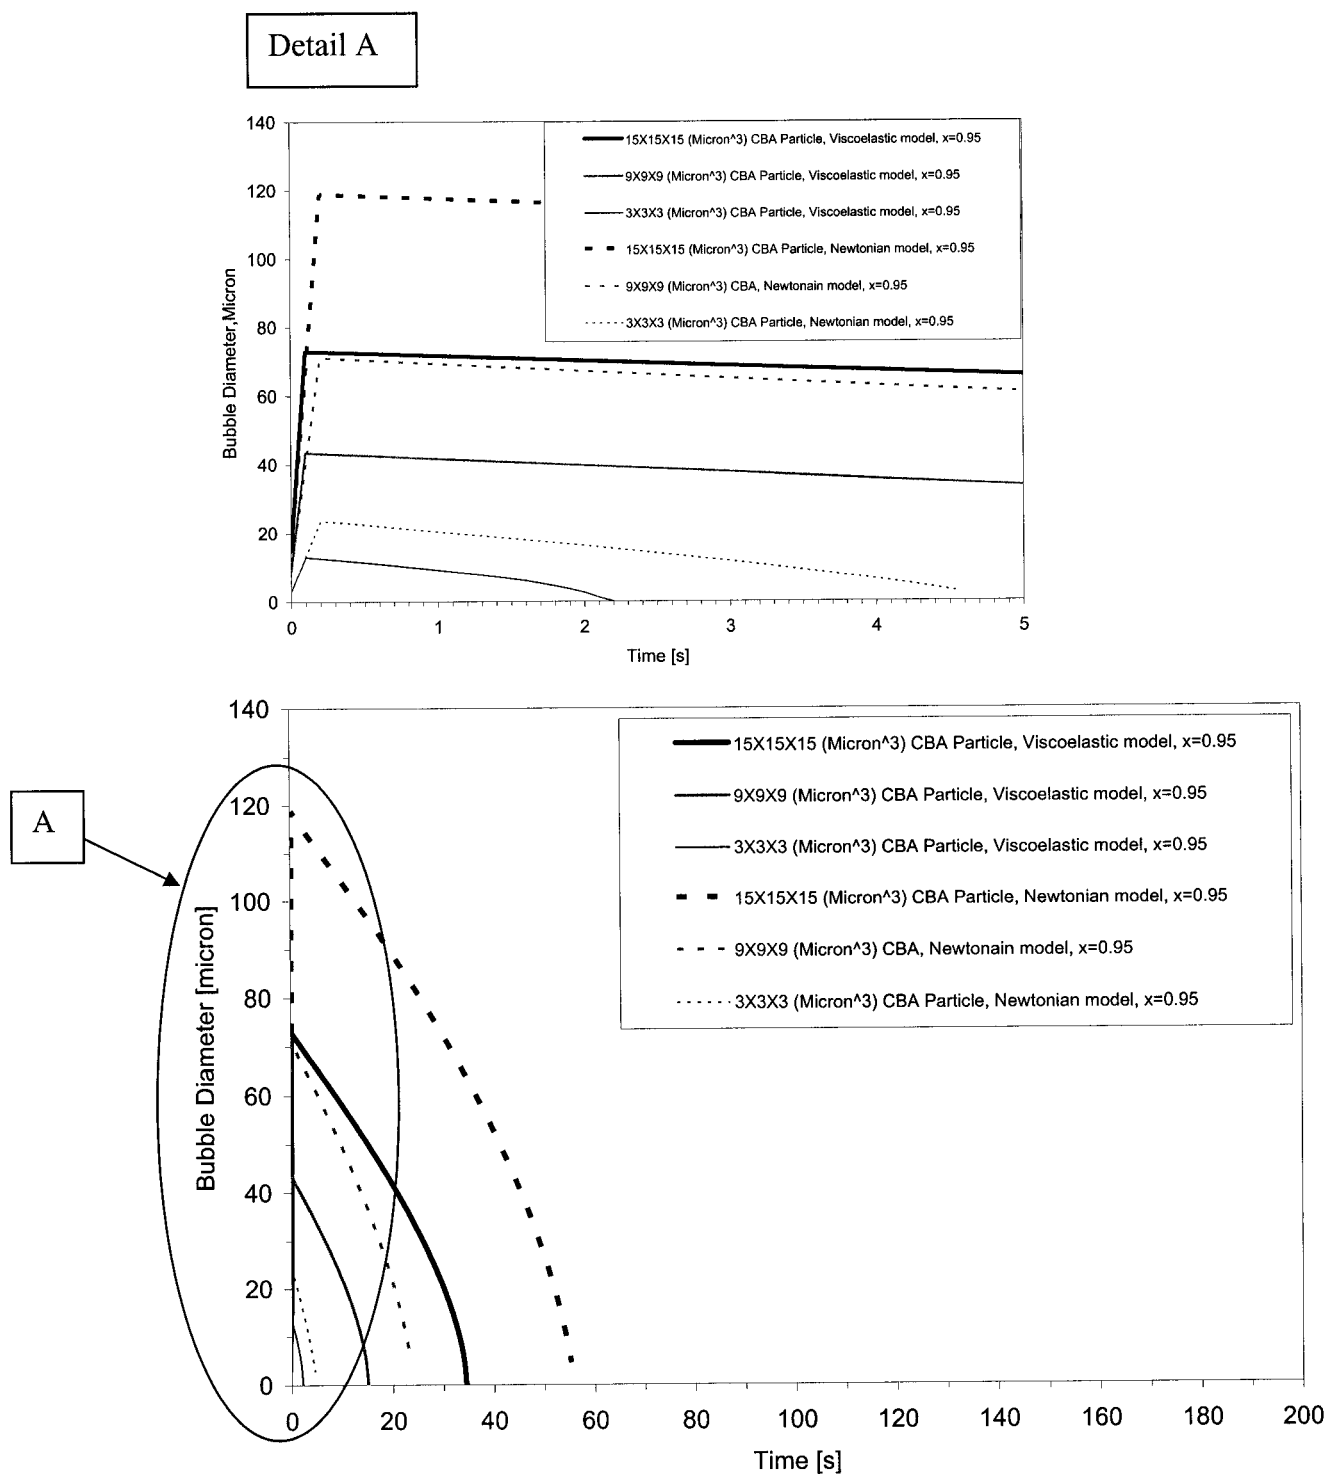 Detail A
140
120
100
80
60
40
20
0
Bubble Diameter,Micron
15X15X15 (Micron^3) CBA Particle, Viscoelastic model, x=0.95
9X9X9 (Micron^3) CBA Particle, Viscoelastic model, x=0.95
3X3X3 (Micron^3) CBA Particle, Viscoelastic model, x=0.95
15X15X15 (Micron^3) CBA Particle, Newtonian model, x=0.95
9X9X9 (Micron^3) CBA, Newtonain model, x=0.95
3X3X3 (Micron^3) CBA Particle, Newtonian model, x=0.95
0 1 2 3 4 5
Time [s]
A
140
120
100
80
60
40
20
0
Bubble Diameter [micron]
15X15X15 (Micron^3) CBA Particle, Viscoelastic model, x=0.95
9X9X9 (Micron^3) CBA Particle, Viscoelastic model, x=0.95
3X3X3 (Micron^3) CBA Particle, Viscoelastic model, x=0.95
15X15X15 (Micron^3) CBA Particle, Newtonian model, x=0.95
9X9X9 (Micron^3) CBA, Newtonain model, x=0.95
3X3X3 (Micron^3) CBA Particle, Newtonian model, x=0.95
0 20 40 60 80 100 120 140 160 180 200
Time [s]